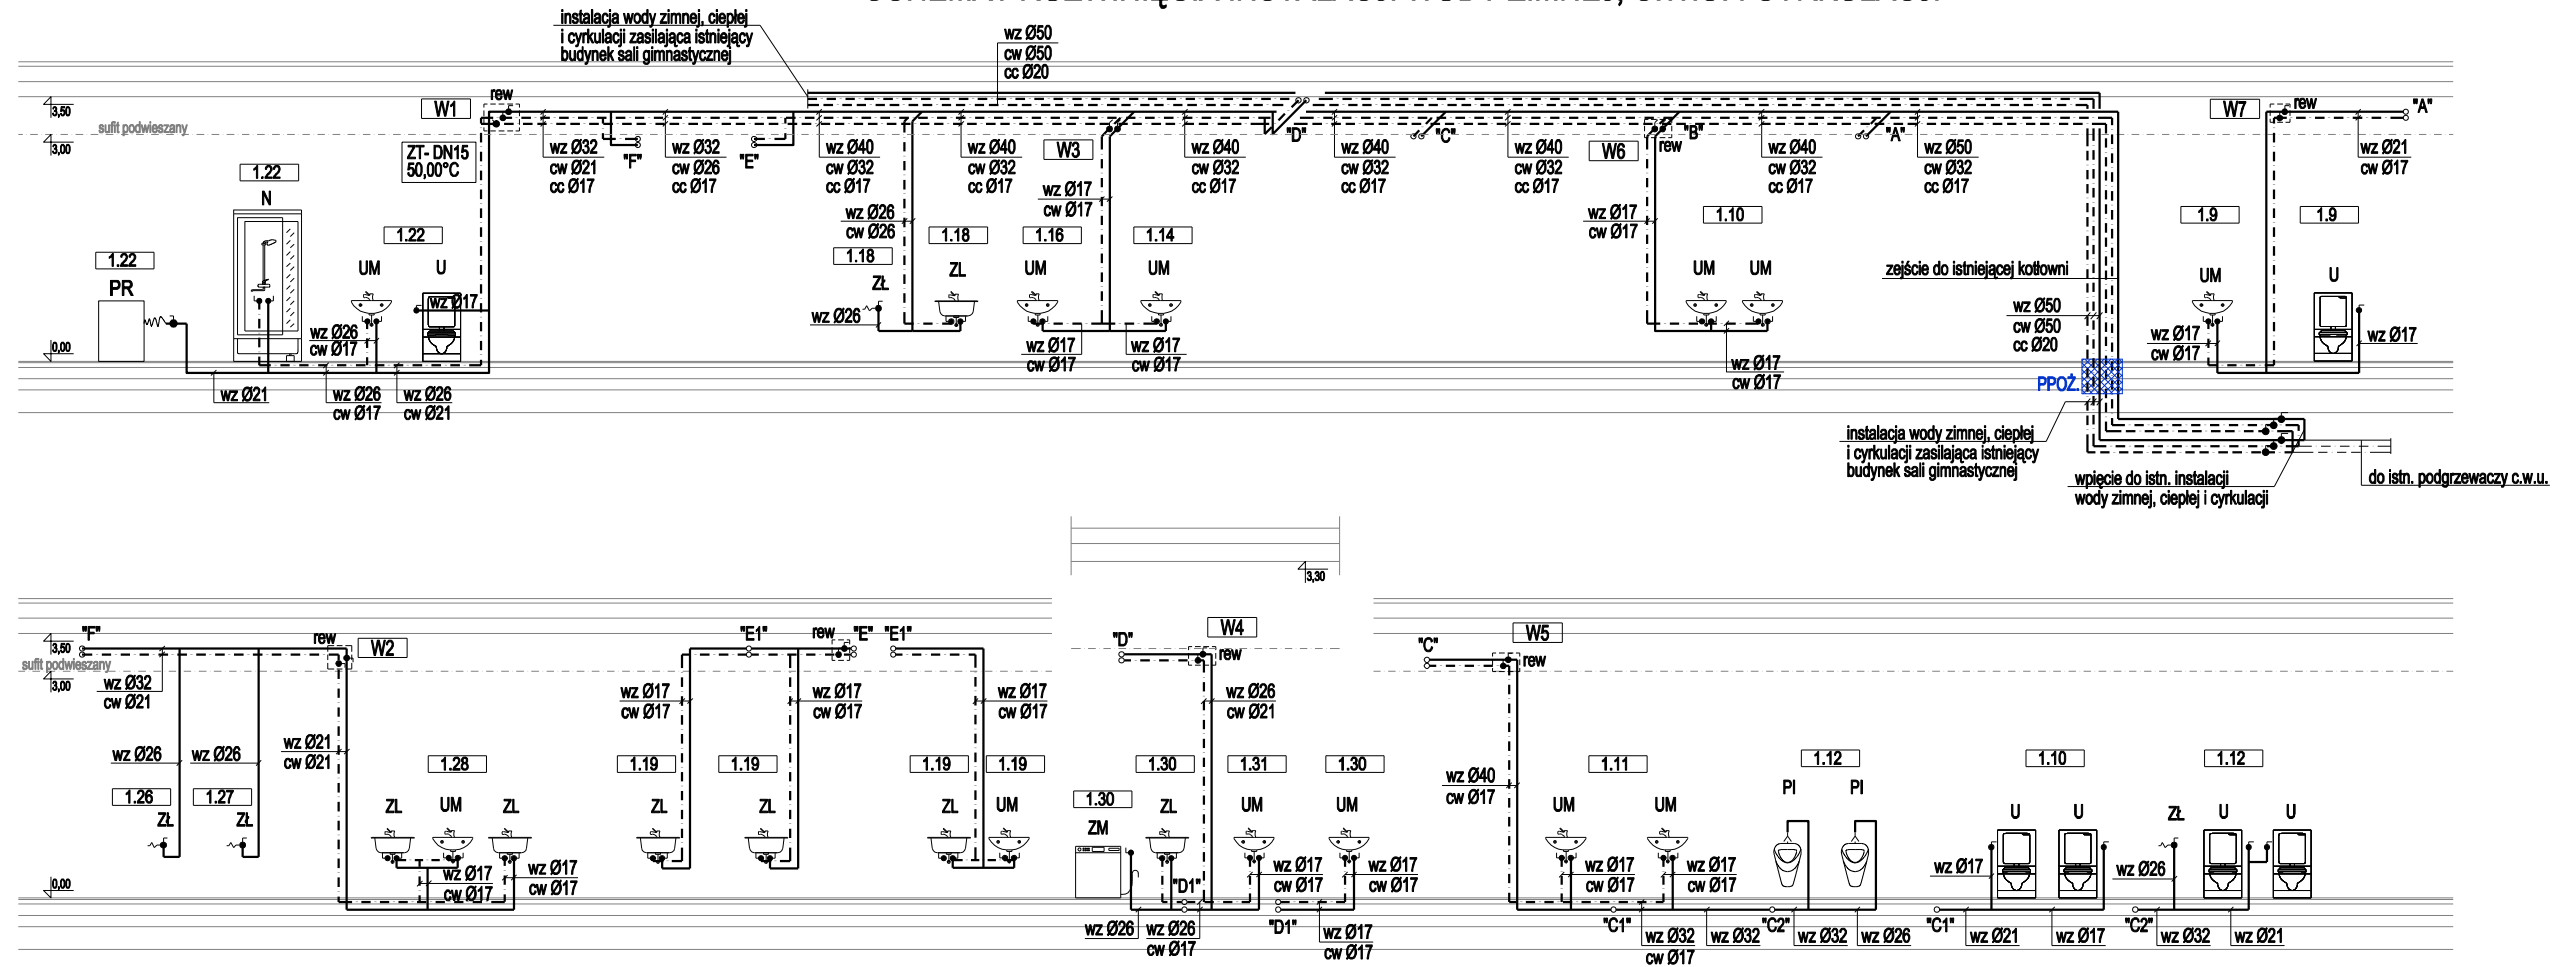 instalacja wody zimnej, ciepłej
i cyrkulacji zasilająca istniejący
budynek sali gimnastycznej
wz Ø50
cw Ø50
cc Ø20
3,50
sufit podwieszany
3,00
W1
rew
ZT- DN15
50,00°C
wz Ø32
cw Ø21
cc Ø17
"F"
wz Ø32
cw Ø26
cc Ø17
"E"
wz Ø40
cw Ø32
cc Ø17
wz Ø40
cw Ø32
cc Ø17
W3
wz Ø40
cw Ø32
cc Ø17
"D"
wz Ø40
cw Ø32
cc Ø17
"C"
wz Ø40
cw Ø32
cc Ø17
W6
"B"
rew
wz Ø40
cw Ø32
cc Ø17
"A"
wz Ø50
cw Ø32
cc Ø17
W7
rew
"A"
wz Ø21
cw Ø17
1.22
N
1.22
PR
1.22
UM
U
wz Ø17
wz Ø26
cw Ø17
0,00
wz Ø21
wz Ø26
cw Ø17
wz Ø26
cw Ø21
wz Ø26
cw Ø26
1.18
ZŁ
wz Ø26
1.18
ZL
1.16
UM
wz Ø17
cw Ø17
1.14
UM
wz Ø17
cw Ø17
wz Ø17
cw Ø17
wz Ø17
cw Ø17
1.10
UM
UM
wz Ø17
cw Ø17
zejście do istniejącej kotłowni
wz Ø50
cw Ø50
cc Ø20
PPOŻ.
1.9
UM
1.9
U
wz Ø17
cw Ø17
wz Ø17
instalacja wody zimnej, ciepłej
i cyrkulacji zasilająca istniejący
budynek sali gimnastycznej
wpięcie do istn. instalacji
wody zimnej, ciepłej i cyrkulacji
do istn. podgrzewaczy c.w.u.
3,30
3,50
"F"
sufit podwieszany
3,00
wz Ø32
cw Ø21
rew
W2
wz Ø26
wz Ø26
wz Ø21
cw Ø21
1.26
ZŁ
1.27
ZŁ
1.28
ZL
UM
ZL
wz Ø17
cw Ø17
wz Ø17
cw Ø17
0,00
"E1"
rew
"E"
"E1"
wz Ø17
cw Ø17
wz Ø17
cw Ø17
wz Ø17
cw Ø17
1.19
ZL
1.19
ZL
1.19
ZL
1.19
UM
"D"
W4
rew
wz Ø26
cw Ø21
1.30
ZM
1.30
ZL
1.31
UM
1.30
UM
"D1"
wz Ø17
cw Ø17
wz Ø17
cw Ø17
wz Ø26
wz Ø26
cw Ø17
"D1"
wz Ø17
cw Ø17
"C"
W5
rew
wz Ø40
cw Ø17
1.11
UM
UM
wz Ø17
cw Ø17
wz Ø17
cw Ø17
"C1"
wz Ø32
cw Ø17
wz Ø32
1.12
PI
PI
"C2"
wz Ø32
wz Ø26
1.10
U
U
wz Ø17
"C1"
wz Ø21
wz Ø17
1.12
ZŁ
U
U
wz Ø26
"C2"
wz Ø32
wz Ø21